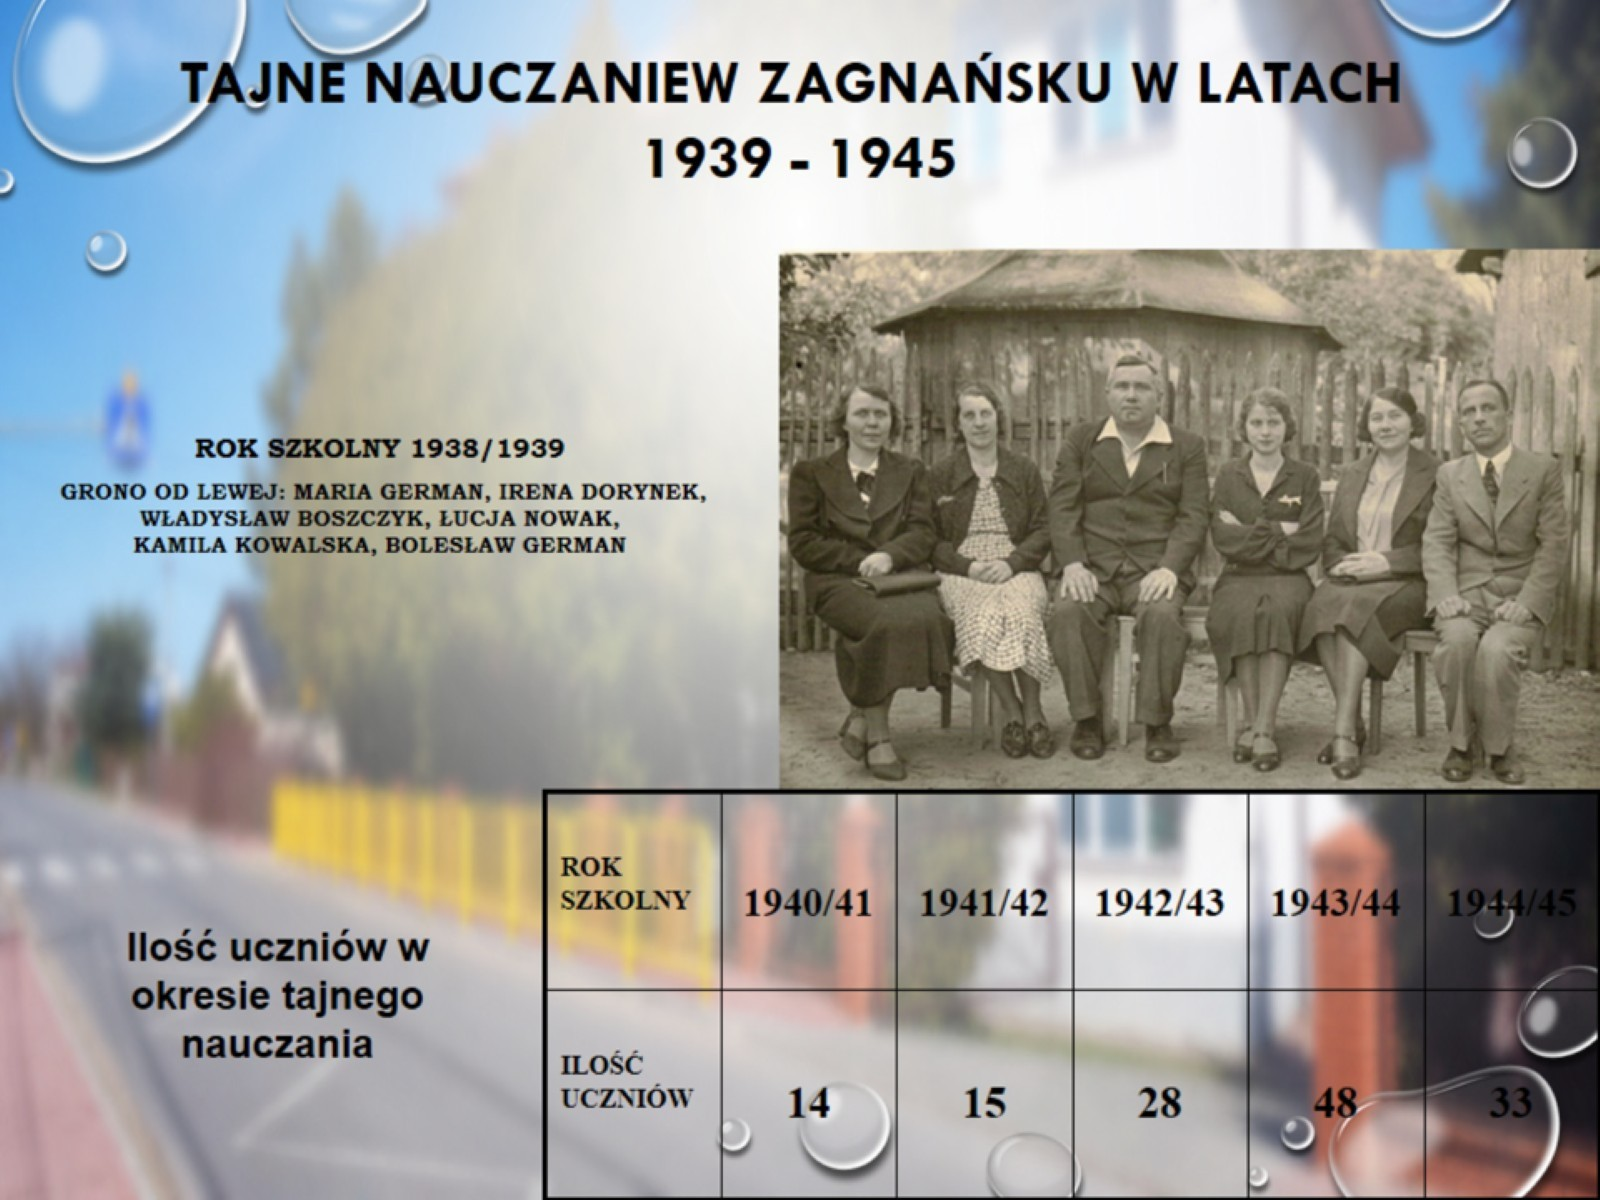 TAJNE NAUCZANIEW ZAGNAŃSKU W LATACH
1939 - 1945
ROK SZKOLNY 1938/1939
GRONO OD LEWEJ: MARIA GERMAN, IRENA DORYNEK,
WŁADYSŁAW BOSZCZYK, ŁUCJA NOWAK,
KAMILA KOWALSKA, BOLESŁAW GERMAN
Ilość uczniów w
okresie tajnego
nauczania
ROK
SZKOLNY 1940/41 1941/42 1942/43 1943/44 1944/45
ILOŚĆ
UCZNIÓW 14 15 28 48 33